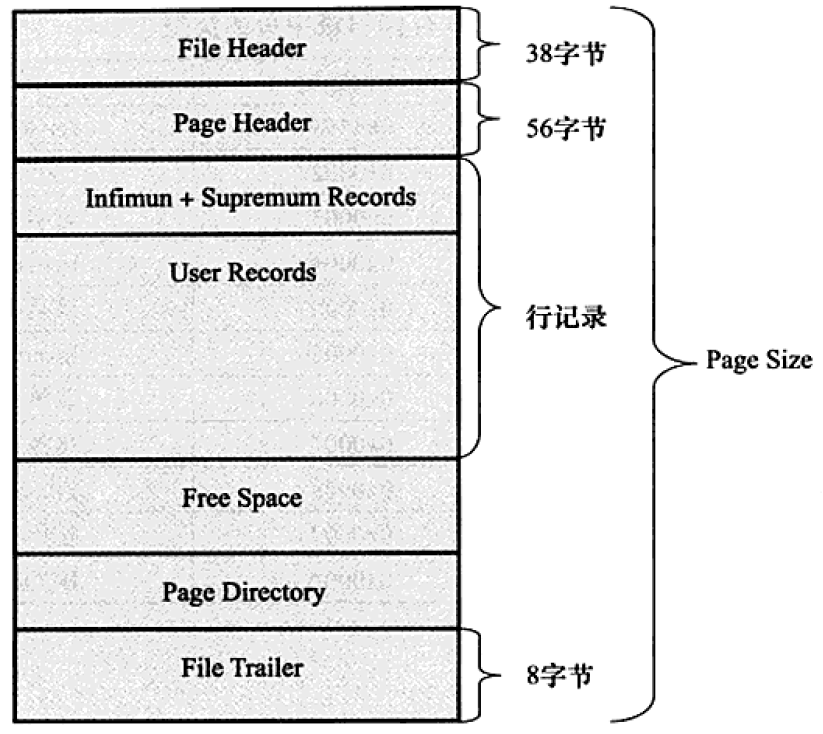 File Header
38字节
Page Header
56字节
Infimun + Supremum Records
User Records
行记录
Page Size
Free Space
Page Directory
File Trailer
8字节